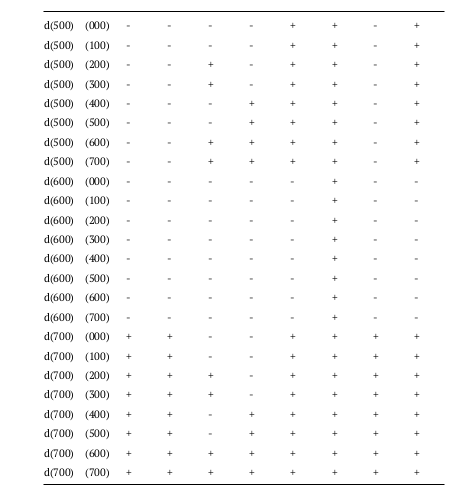 d(500) (000) - - - - + + - +
d(500) (100) - - - - + + - +
d(500) (200) - - + - + + - +
d(500) (300) - - + - + + - +
d(500) (400) - - - + + + - +
d(500) (500) - - - + + + - +
d(500) (600) - - + + + + - +
d(500) (700) - - + + + + - +
d(600) (000) - - - - - + - -
d(600) (100) - - - - - + - -
d(600) (200) - - - - - + - -
d(600) (300) - - - - - + - -
d(600) (400) - - - - - + - -
d(600) (500) - - - - - + - -
d(600) (600) - - - - - + - -
d(600) (700) - - - - - + - -
d(700) (000) + + - - + + + +
d(700) (100) + + - - + + + +
d(700) (200) + + + - + + + +
d(700) (300) + + + - + + + +
d(700) (400) + + - + + + + +
d(700) (500) + + - + + + + +
d(700) (600) + + + + + + + +
d(700) (700) + + + + + + + +